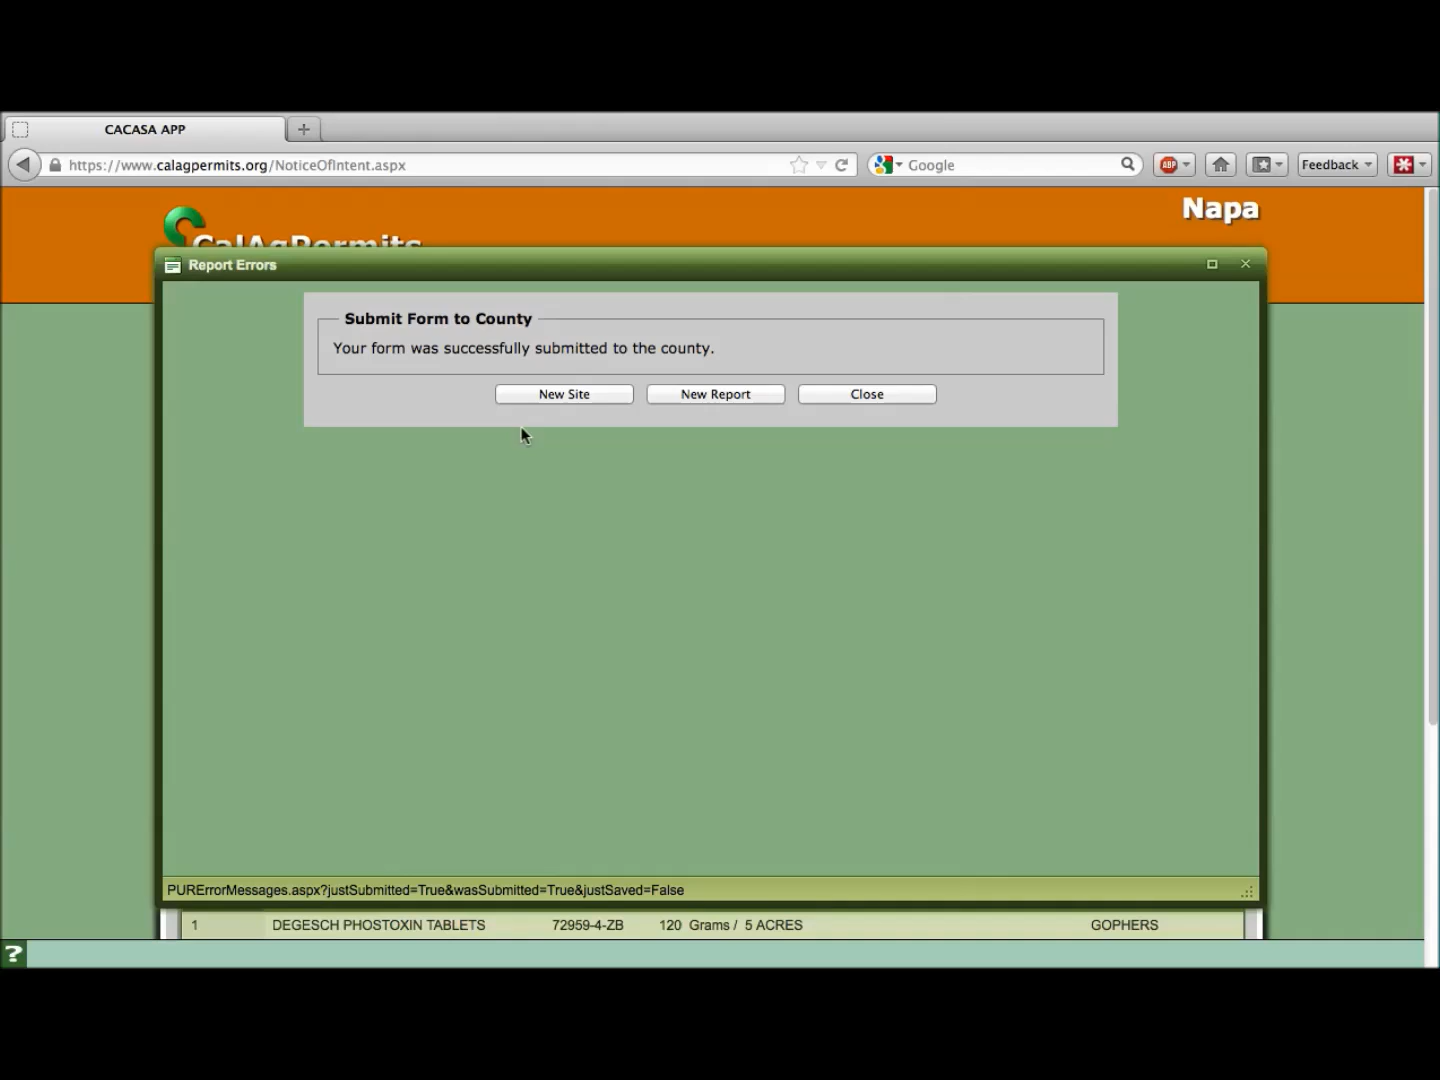 CACASA APP
https://www.calagpermits.org/NoticeOfIntent.aspx
Google
ABP
Feedback
Napa
CalAgPermits
Report Errors
Submit Form to County
Your form was successfully submitted to the county.
New Site New Report Close
PURErrorMessages.aspx?justSubmitted=True&wasSubmitted=True&justSaved=False
1 DEGESCH PHOSTOXIN TABLETS 72959-4-ZB 120 Grams / 5 ACRES GOPHERS
?